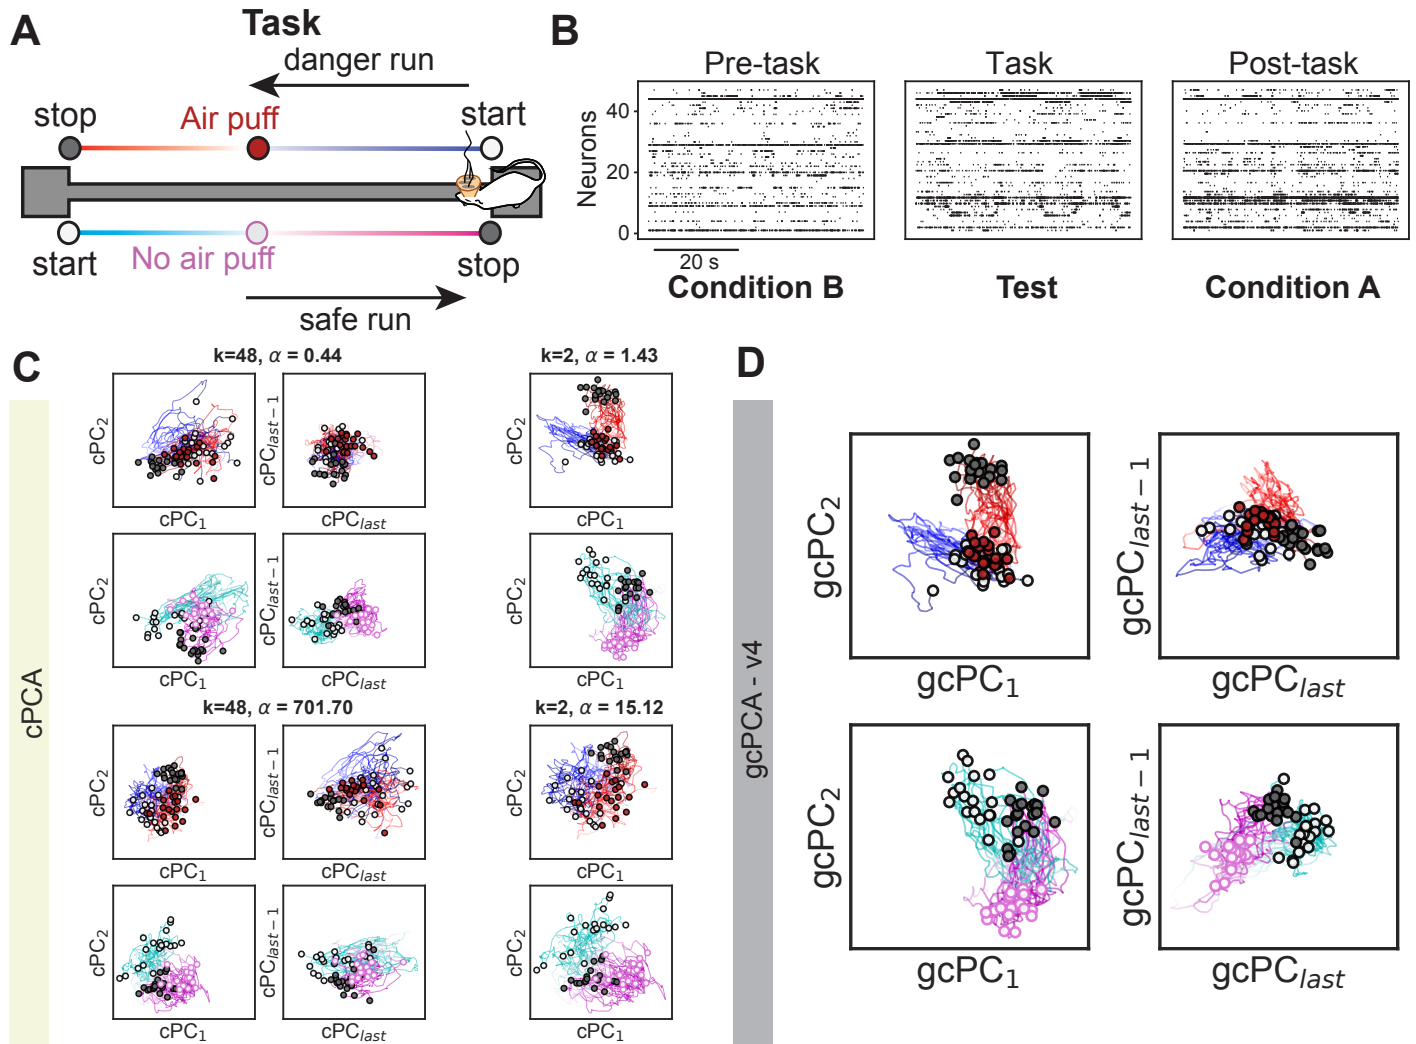 A
Task
danger run
stop
Air puff
start
start
No air puff
stop
safe run
B
Pre-task
Task
Post-task
Neurons
40
20
0
20 s
Condition B
Test
Condition A
C
cPCA
k=48, α = 0.44
k=2, α = 1.43
cPC2
cPC1
cPClast−1
cPClast
cPC2
cPC1
cPC2
cPC1
cPClast−1
cPClast
cPC2
cPC1
k=48, α = 701.70
k=2, α = 15.12
cPC2
cPC1
cPClast−1
cPClast
cPC2
cPC1
cPC2
cPC1
cPClast−1
cPClast
cPC2
cPC1
D
gcPCA - v4
gcPC2
gcPC1
gcPClast−1
gcPClast
gcPC2
gcPC1
gcPClast−1
gcPClast